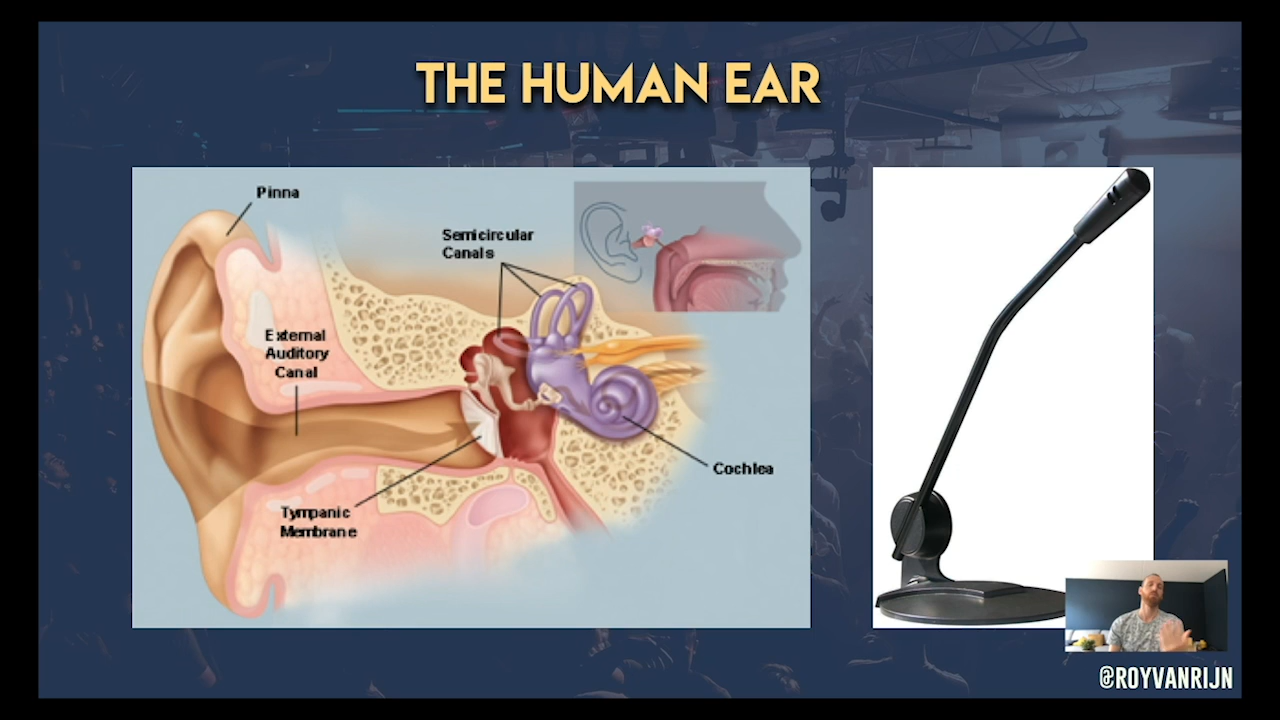 THE HUMAN EAR
Pinna
Semicircular
Canals
External
Auditory
Canal
Cochlea
Tympanic
Membrane
@ROYVANRIJN